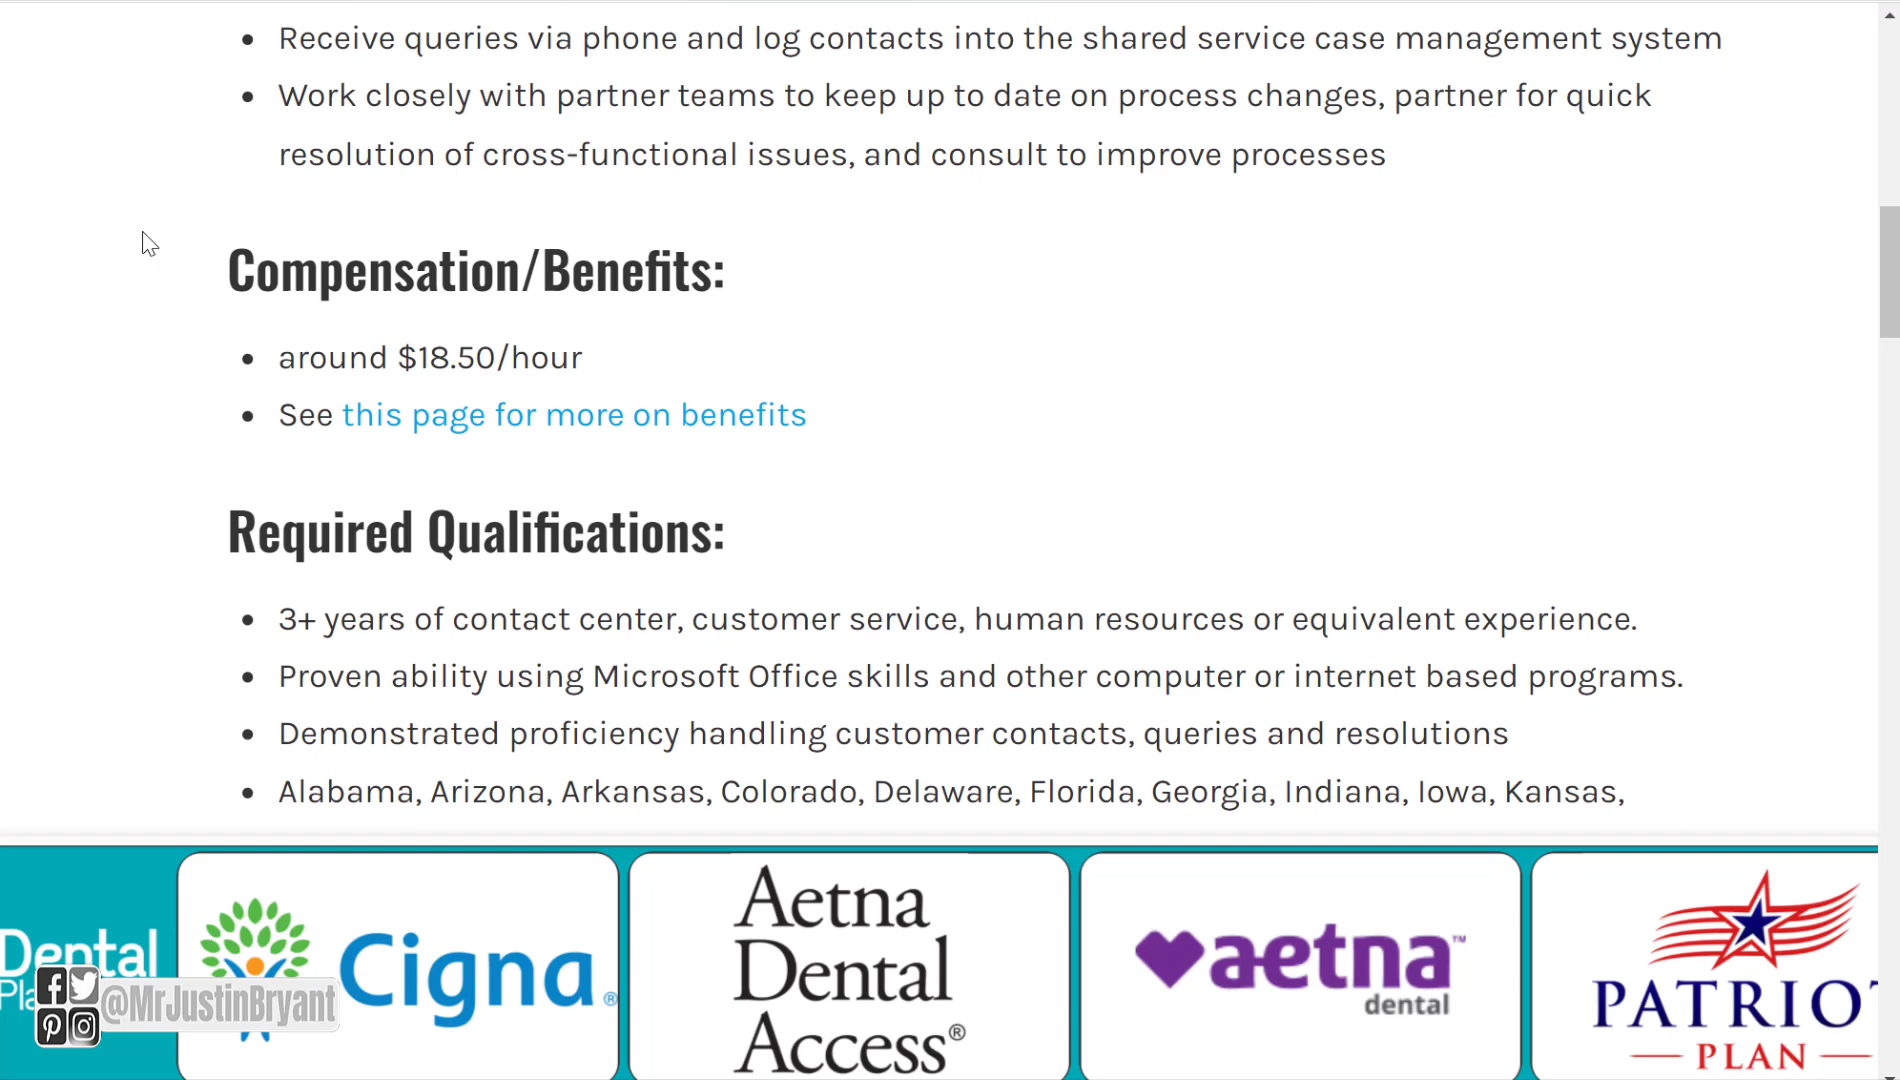 Receive queries via phone and log contacts into the shared service case management system
Work closely with partner teams to keep up to date on process changes, partner for quick
resolution of cross-functional issues, and consult to improve processes
Compensation/Benefits:
around $18.50/hour
See this page for more on benefits
Required Qualifications:
3+ years of contact center, customer service, human resources or equivalent experience.
Proven ability using Microsoft Office skills and other computer or internet based programs.
Demonstrated proficiency handling customer contacts, queries and resolutions
Alabama, Arizona, Arkansas, Colorado, Delaware, Florida, Georgia, Indiana, Iowa, Kansas,
Dental
@MrJustinBryant
Cigna®
Aetna
Dental
Access®
aetna™
dental
PATRIO
PLAN